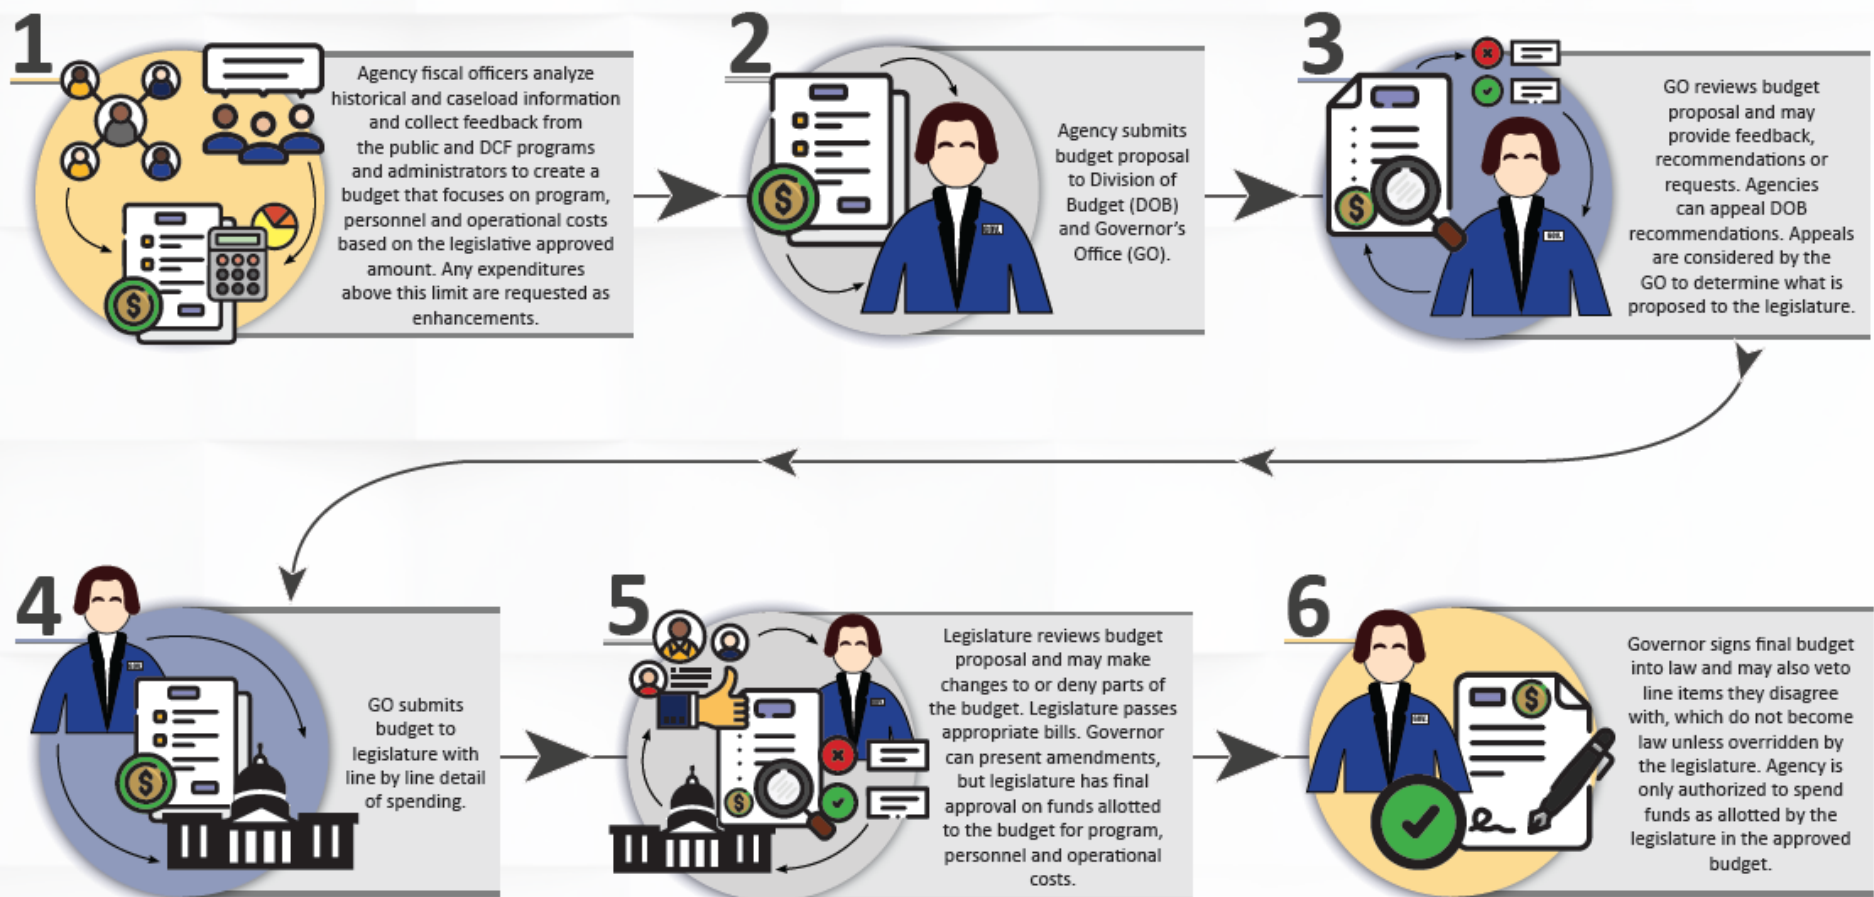 1
Agency fiscal officers analyze
historical and caseload information
and collect feedback from
the public and DCF programs
and administrators to create a
budget that focuses on program,
personnel and operational costs
based on the legislative approved
amount. Any expenditures
above this limit are requested as
enhancements.
2
Agency submits
budget proposal
to Division of
Budget (DOB)
and Governor's
Office (GO).
GOV.
3
GO reviews budget
proposal and may
provide feedback,
recommendations or
requests. Agencies
can appeal DOB
recommendations. Appeals
are considered by the
GO to determine what is
proposed to the legislature.
GOV.
4
GO submits
budget to
legislature with
line by line detail
of spending.
GOV.
5
Legislature reviews budget
proposal and may make
changes to or deny parts of
the budget. Legislature passes
appropriate bills. Governor
can present amendments,
but legislature has final
approval on funds allotted
to the budget for program,
personnel and operational
costs.
GOV.
6
Governor signs final budget
into law and may also veto
line items they disagree
with, which do not become
law unless overridden by
the legislature. Agency is
only authorized to spend
funds as allotted by the
legislature in the approved
budget.
GOV.